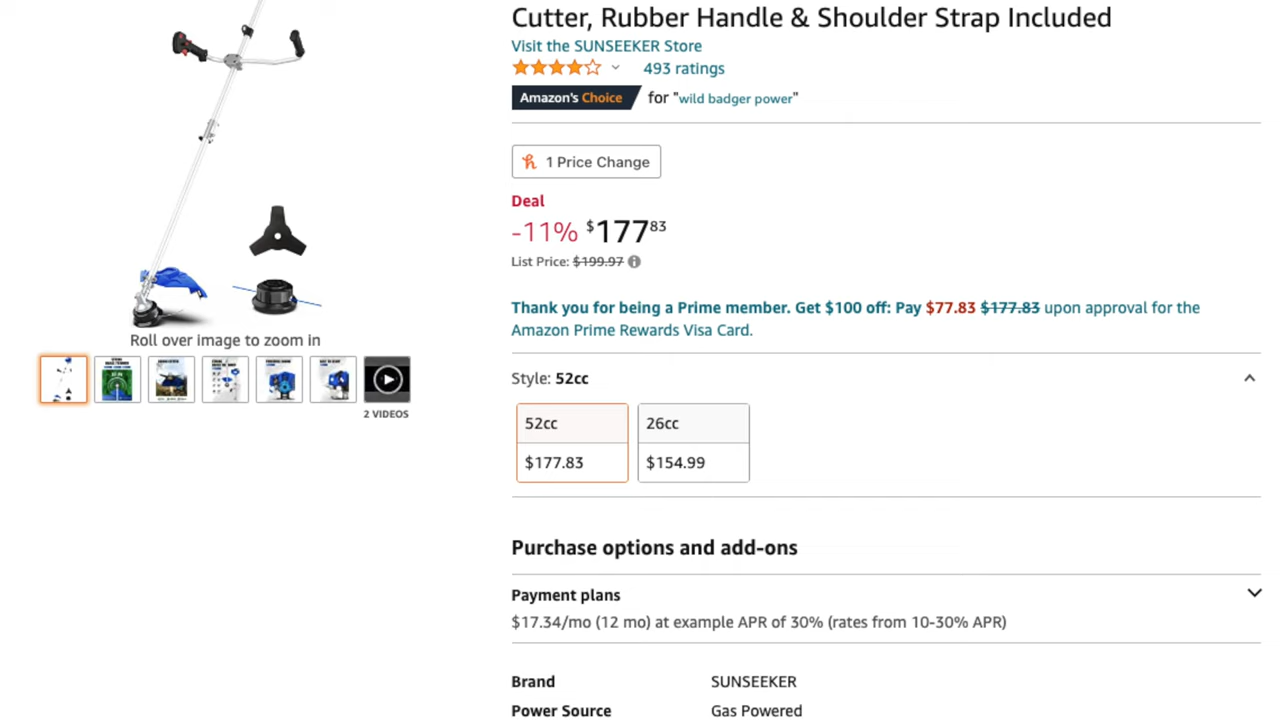 Cutter, Rubber Handle & Shoulder Strap Included
Visit the SUNSEEKER Store
493 ratings
Amazon's Choice for "wild badger power"
1 Price Change
Deal
-11% $177 83
List Price: $199.97
Thank you for being a Prime member. Get $100 off: Pay $77.83 $177.83 upon approval for the
Amazon Prime Rewards Visa Card.
Roll over image to zoom in
2 VIDEOS
Style: 52cc
52cc 26cc
$177.83 $154.99
Purchase options and add-ons
Payment plans
$17.34/mo (12 mo) at example APR of 30% (rates from 10-30% APR)
Brand SUNSEEKER
Power Source Gas Powered